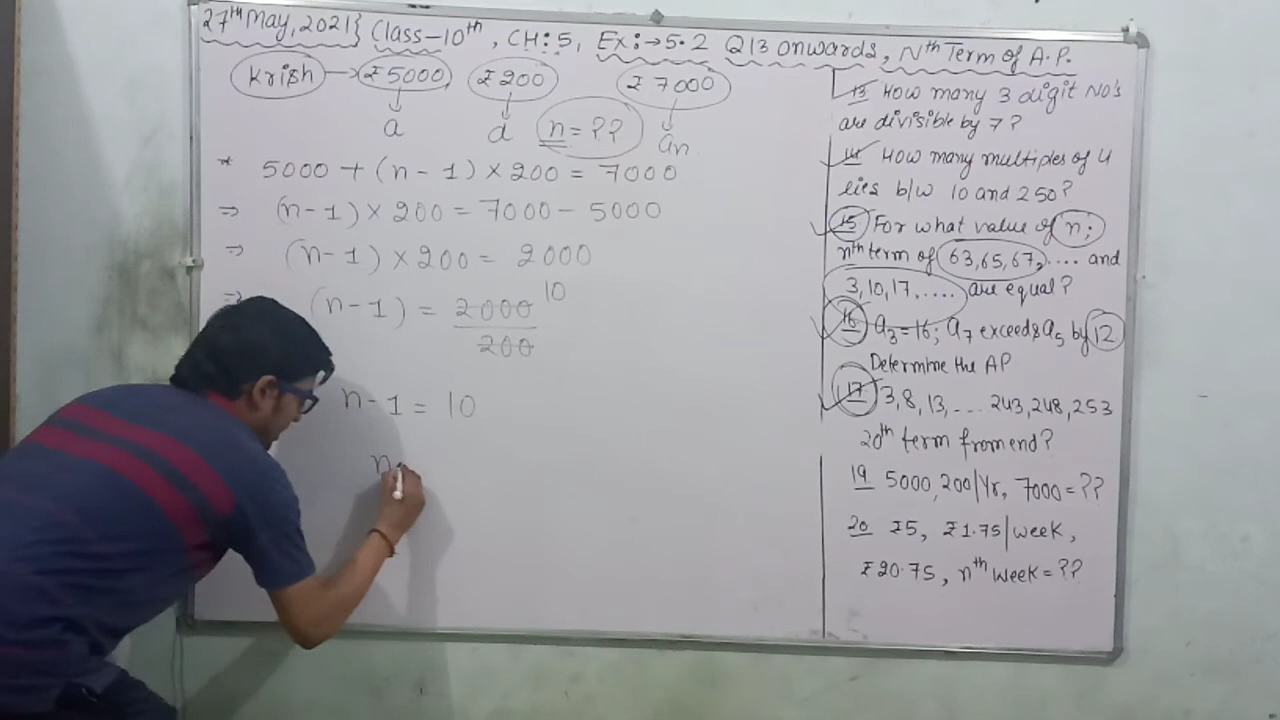 27TH May, 2021} Class-10th, CH: 5, Ex:→5.2 Q13 onwards, Nth Term of A.P.
Krish → ₹5000 ₹200 ₹7000
a d n = ?? an
* 5000 + (n - 1) × 200 = 7000
⇒ (n-1) × 200 = 7000 - 5000
⇒ (n-1) × 200 = 2000
⇒ (n-1) = 2000 10
200
n-1 = 10
n
13 How many 3 digit No's
are divisible by 7?
14 How many multiples of 4
lies b/w 10 and 250?
15 For what value of n;
nth term of 63,65,67,.... and
3,10,17,..... are equal?
16 a3=16; a7 exceeds a5 by 12
Determine the AP
17 3,8,13,.... 243,248,253
20th term from end?
19 5000,200/Yr, 7000=??
20 ₹5, ₹1.75/week,
₹20.75, nth week=??